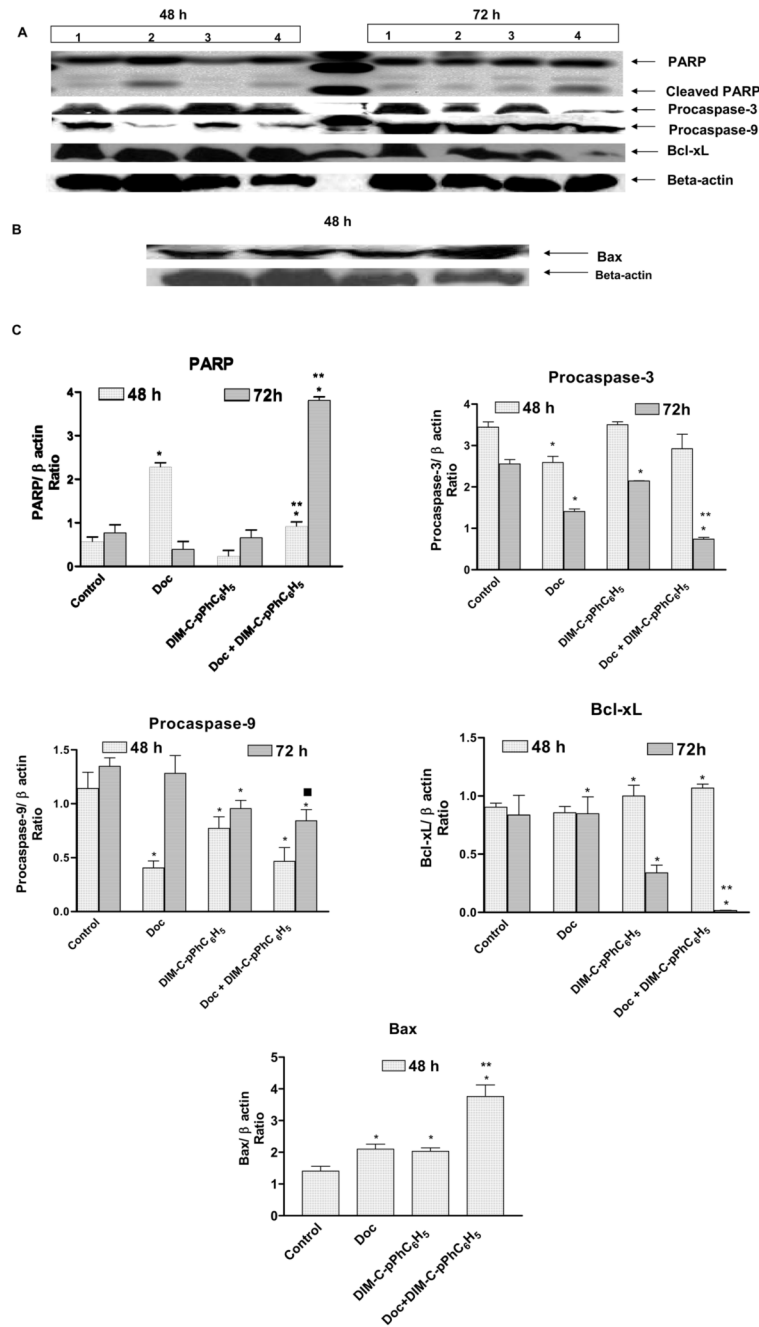 48 h 72 h
A 1 2 3 4 1 2 3 4
PARP
Cleaved PARP
Procaspase-3
Procaspase-9
Bcl-xL
Beta-actin
48 h
B
Bax
Beta-actin
C
PARP
48 h 72h
PARP/ β actin
Ratio
4
3
2
1
0
* ** * ** *
Control
Doc
DIM-C-pPhC₆H₅
Doc + DIM-C-pPhC₆H₅
Procaspase-3
48 h 72h
Procaspase-3/ β actin
Ratio
4
3
2
1
0
* * * ** *
Control
Doc
DIM-C-pPhC₆H₅
Doc + DIM-C-pPhC₆H₅
Procaspase-9
48 h 72 h
Procaspase-9/ β actin
Ratio
1.5
1.0
0.5
0.0
* * * * ■ *
Control
Doc
DIM-C-pPhC₆H₅
Doc + DIM-C-pPhC₆H₅
Bcl-xL
48 h 72h
Bcl-xL/ β actin
Ratio
1.5
1.0
0.5
0.0
* * * * ** *
Control
Doc
DIM-C-pPhC₆H₅
Doc + DIM-C-pPhC₆H₅
Bax
48 h
Bax/ β actin
Ratio
5
4
3
2
1
0
* * ** *
Control
Doc
DIM-C-pPhC₆H₅
Doc+DIM-C-pPhC₆H₅